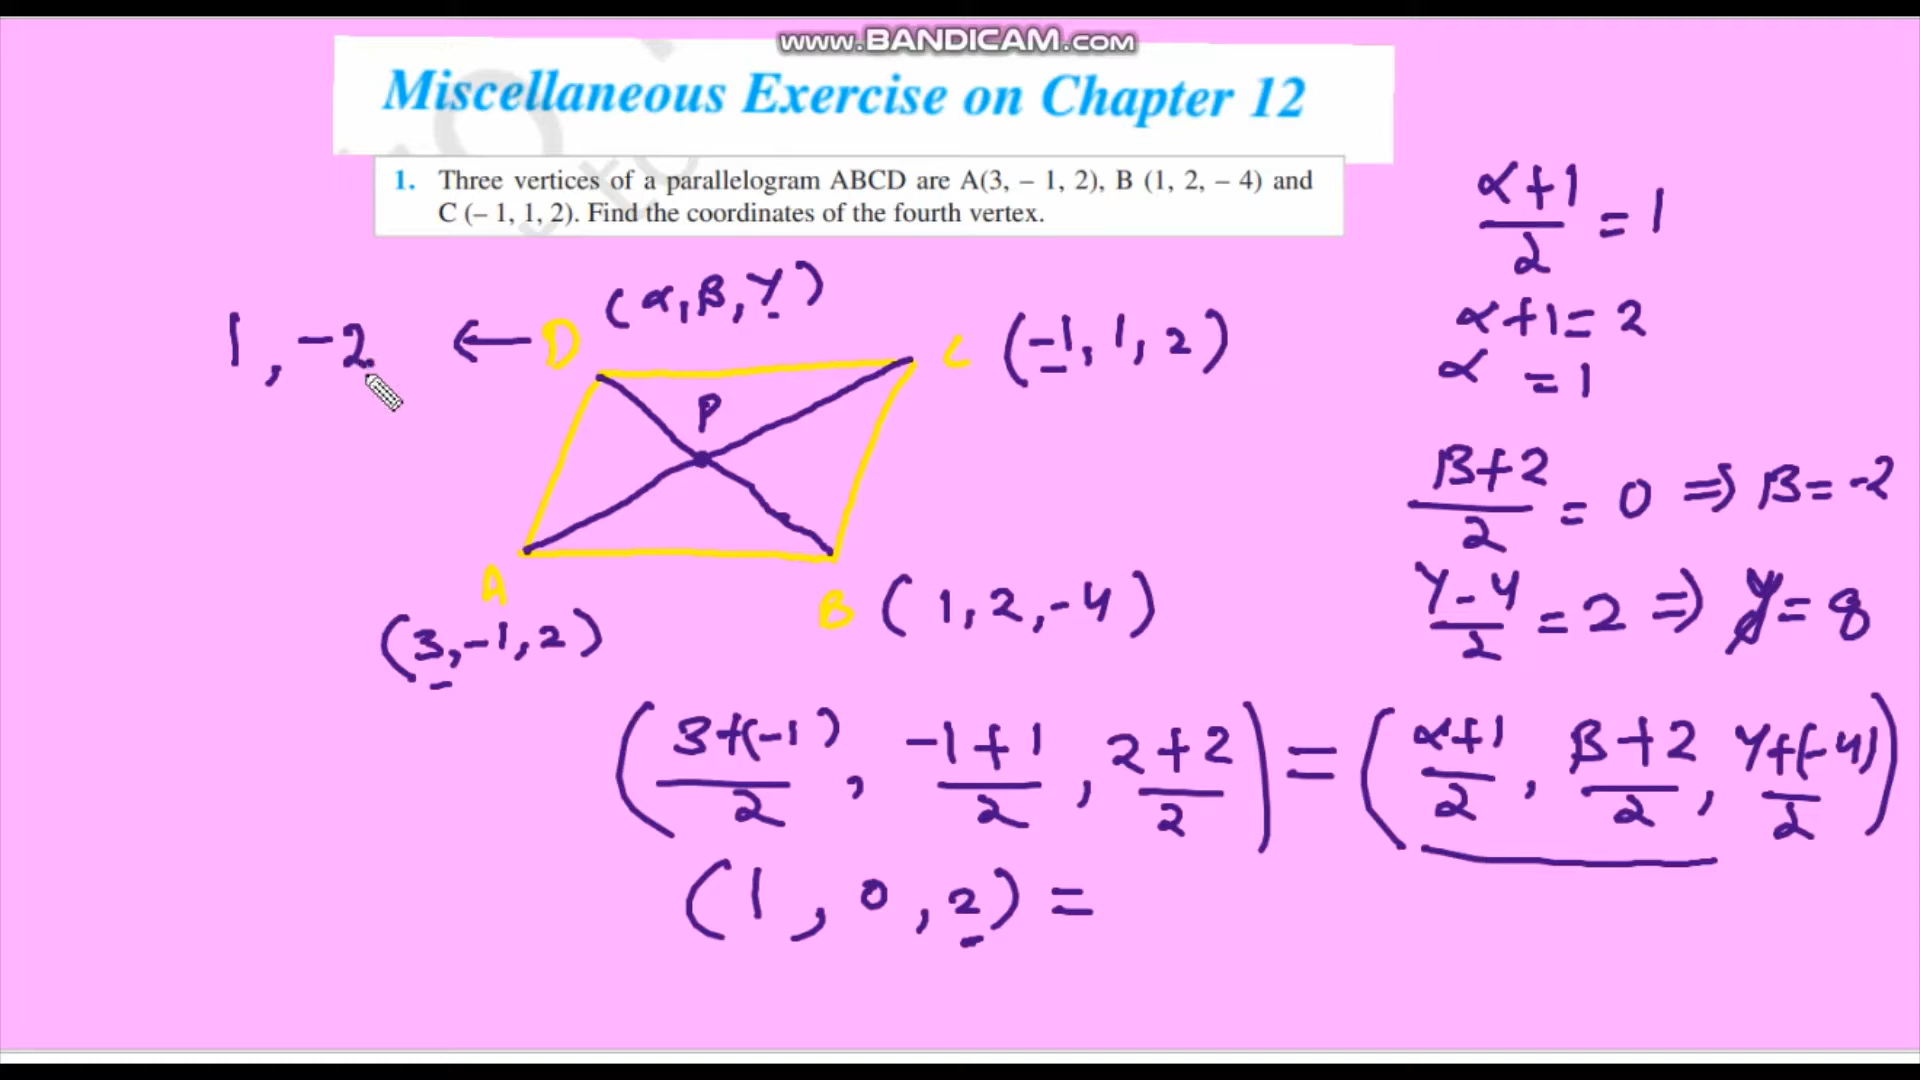 www.BANDICAM.com
Miscellaneous Exercise on Chapter 12
1. Three vertices of a parallelogram ABCD are A(3, – 1, 2), B (1, 2, – 4) and
C (– 1, 1, 2). Find the coordinates of the fourth vertex.
α+1/2 = 1
α+1 = 2
α = 1
1, -2 ← D (α, β, γ)
C (-1, 1, 2)
P
β+2/2 = 0 ⇒ β = -2
γ-4/2 = 2 ⇒ γ = 8
A (3, -1, 2)
B (1, 2, -4)
(3+(-1)/2, -1+1/2, 2+2/2) = (α+1/2, β+2/2, γ+(-4)/2)
(1, 0, 2) =